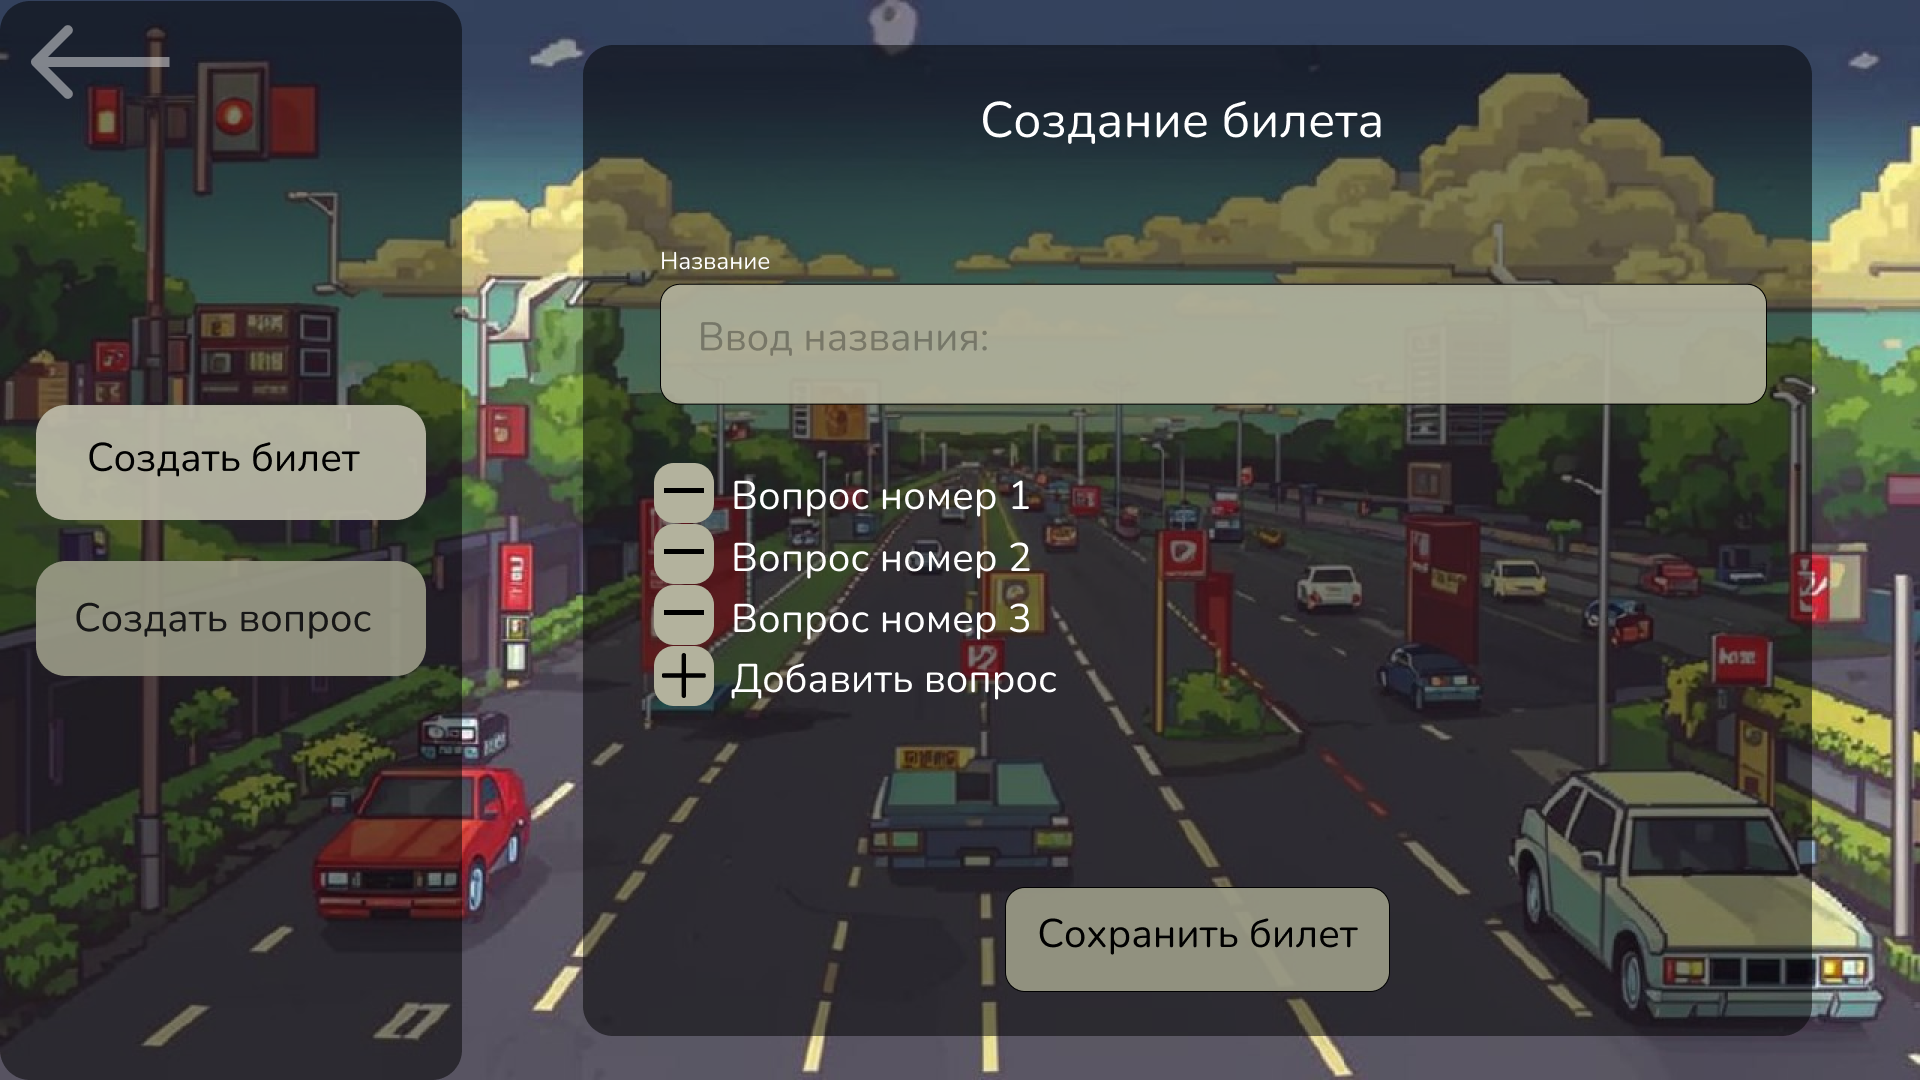 Создание билета
Название
Ввод названия:
Создать билет
Создать вопрос
Вопрос номер 1
Вопрос номер 2
Вопрос номер 3
Добавить вопрос
Сохранить билет